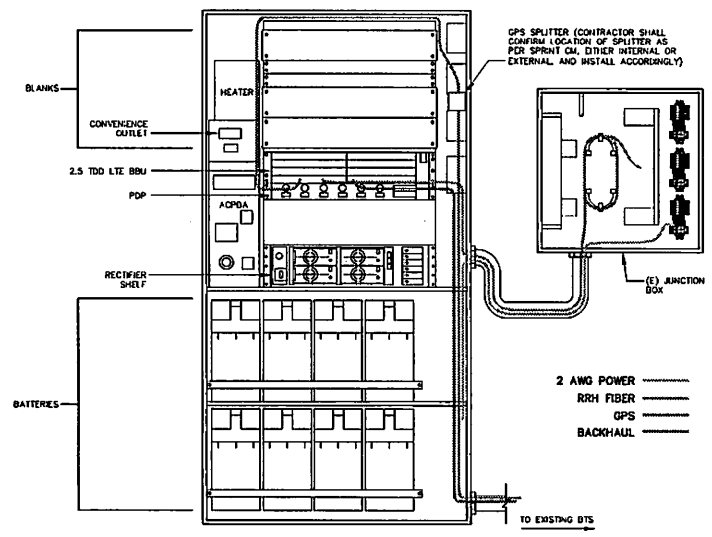 GPS SPLITTER (CONTRACTOR SHALL
CONFIRM LOCATION OF SPLITTER AS
PER SPRINT CM, EITHER INTERNAL OR
EXTERNAL, AND INSTALL ACCORDINGLY)
BLANKS
HEATER
CONVENIENCE
OUTLET
2.5 TDD LTE BBU
PDP
ACPDA
RECTIFIER
SHELF
(E) JUNCTION
BOX
BATTERIES
2 AWG POWER
RRH FIBER
GPS
BACKHAUL
TO EXISTING BTS